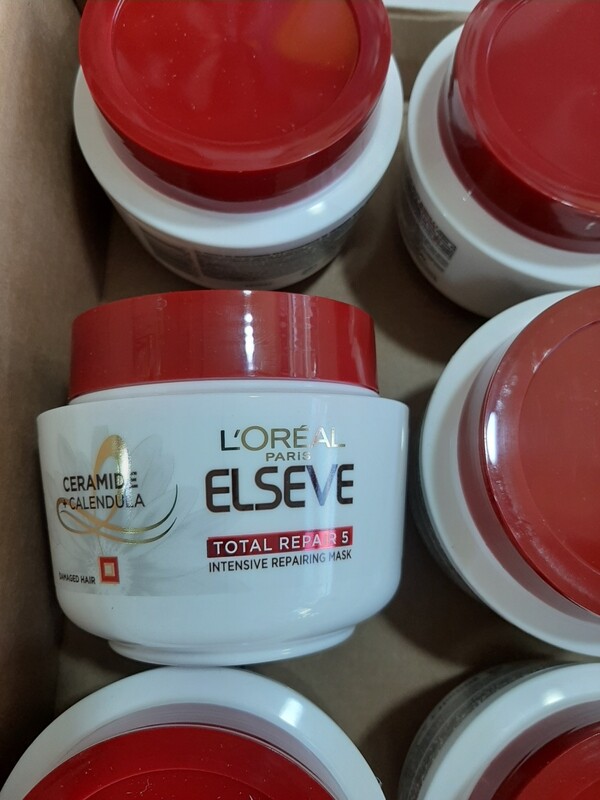 L'ORÉAL
PARIS
ELSEVE
TOTAL REPAIR 5
INTENSIVE REPAIRING MASK
CERAMIDE
+ CALENDULA
DAMAGED HAIR